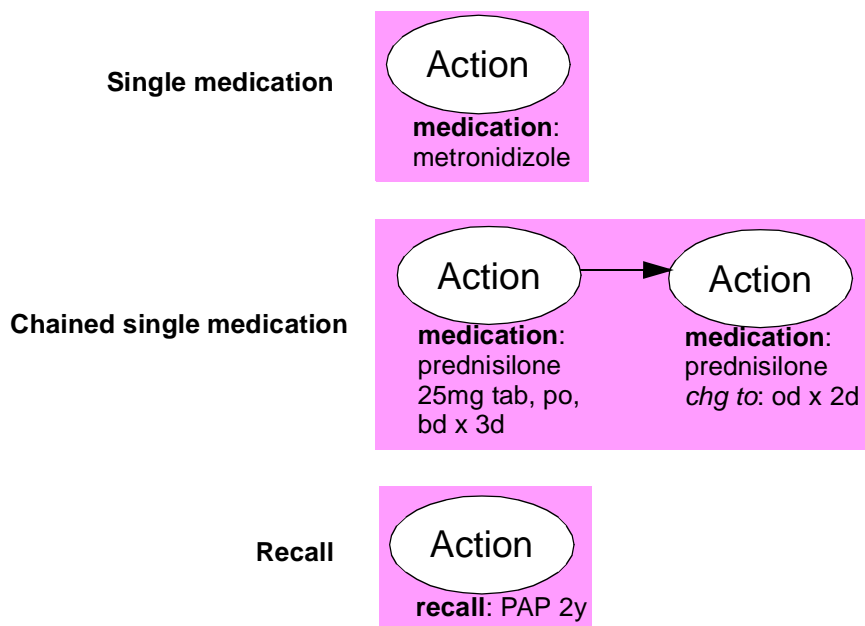 Single medication
Action
medication:
metronidizole
Chained single medication
Action
medication:
prednisilone
25mg tab, po,
bd x 3d
Action
medication:
prednisilone
chg to: od x 2d
Recall
Action
recall: PAP 2y